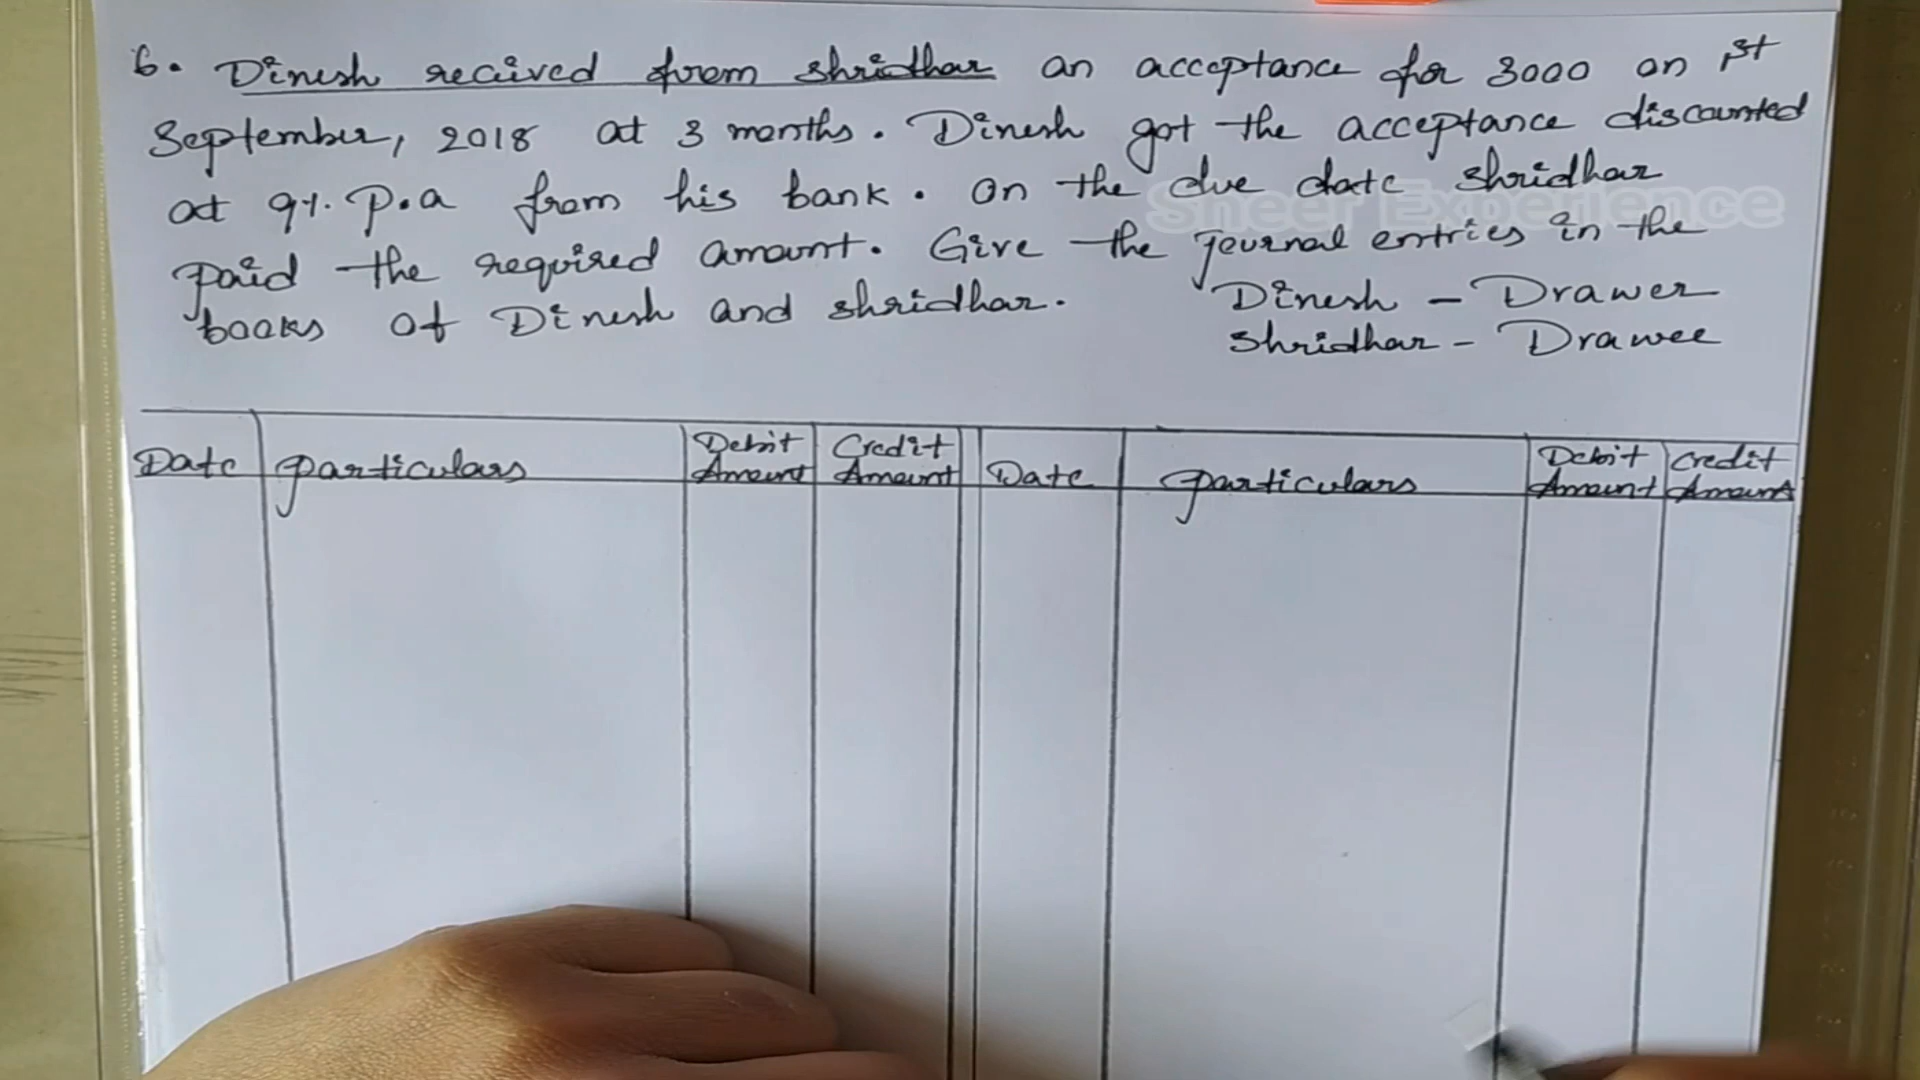 6. Dinesh recived from shridhar an acceptance for 3000 on 1st
September, 2018 at 3 months. Dinesh got the acceptance discounted
at 9%. p.a from his bank. on the due date shridhar
Sheer Experience
paid the required amount. Give the journal entries in the
books of Dinesh and shridhar.
Dinesh - Drawer
shridhar - Drawee
Date Particulars Debit Amount Credit Amount Date Particulars Debit Amount Credit Amount